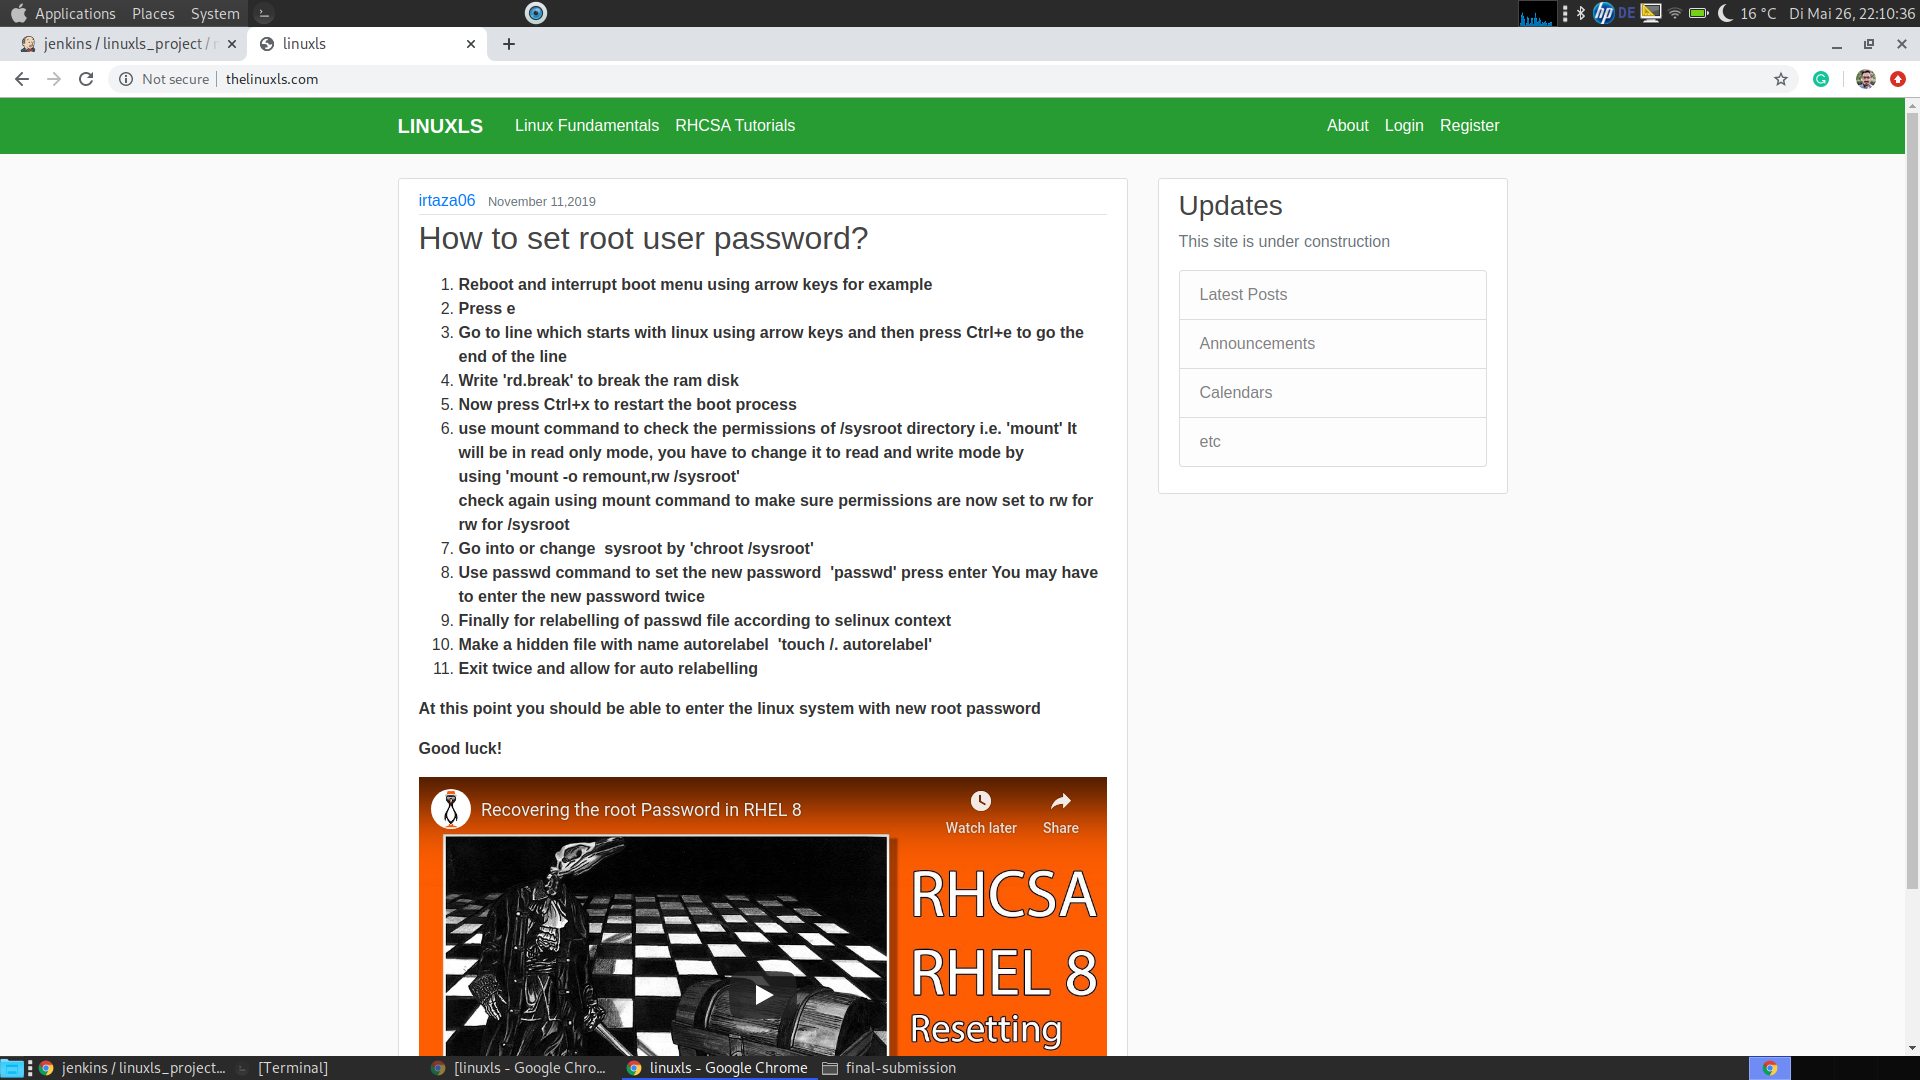 Applications Places System
DE 16 °C Di Mai 26, 22:10:36
jenkins / linuxls_project /
linuxls
Not secure thelinuxls.com
LINUXLS Linux Fundamentals RHCSA Tutorials About Login Register
irtaza06 November 11,2019
How to set root user password?
1. Reboot and interrupt boot menu using arrow keys for example
2. Press e
3. Go to line which starts with linux using arrow keys and then press Ctrl+e to go the
end of the line
4. Write 'rd.break' to break the ram disk
5. Now press Ctrl+x to restart the boot process
6. use mount command to check the permissions of /sysroot directory i.e. 'mount' It
will be in read only mode, you have to change it to read and write mode by
using 'mount -o remount,rw /sysroot'
check again using mount command to make sure permissions are now set to rw for
rw for /sysroot
7. Go into or change  sysroot by 'chroot /sysroot'
8. Use passwd command to set the new password  'passwd' press enter You may have
to enter the new password twice
9. Finally for relabelling of passwd file according to selinux context
10. Make a hidden file with name autorelabel  'touch /. autorelabel'
11. Exit twice and allow for auto relabelling
At this point you should be able to enter the linux system with new root password
Good luck!
Recovering the root Password in RHEL 8
Watch later Share
RHCSA
RHEL 8
Resetting
Updates
This site is under construction
Latest Posts
Announcements
Calendars
etc
jenkins / linuxls_project... [Terminal] [linuxls - Google Chro... linuxls - Google Chrome final-submission